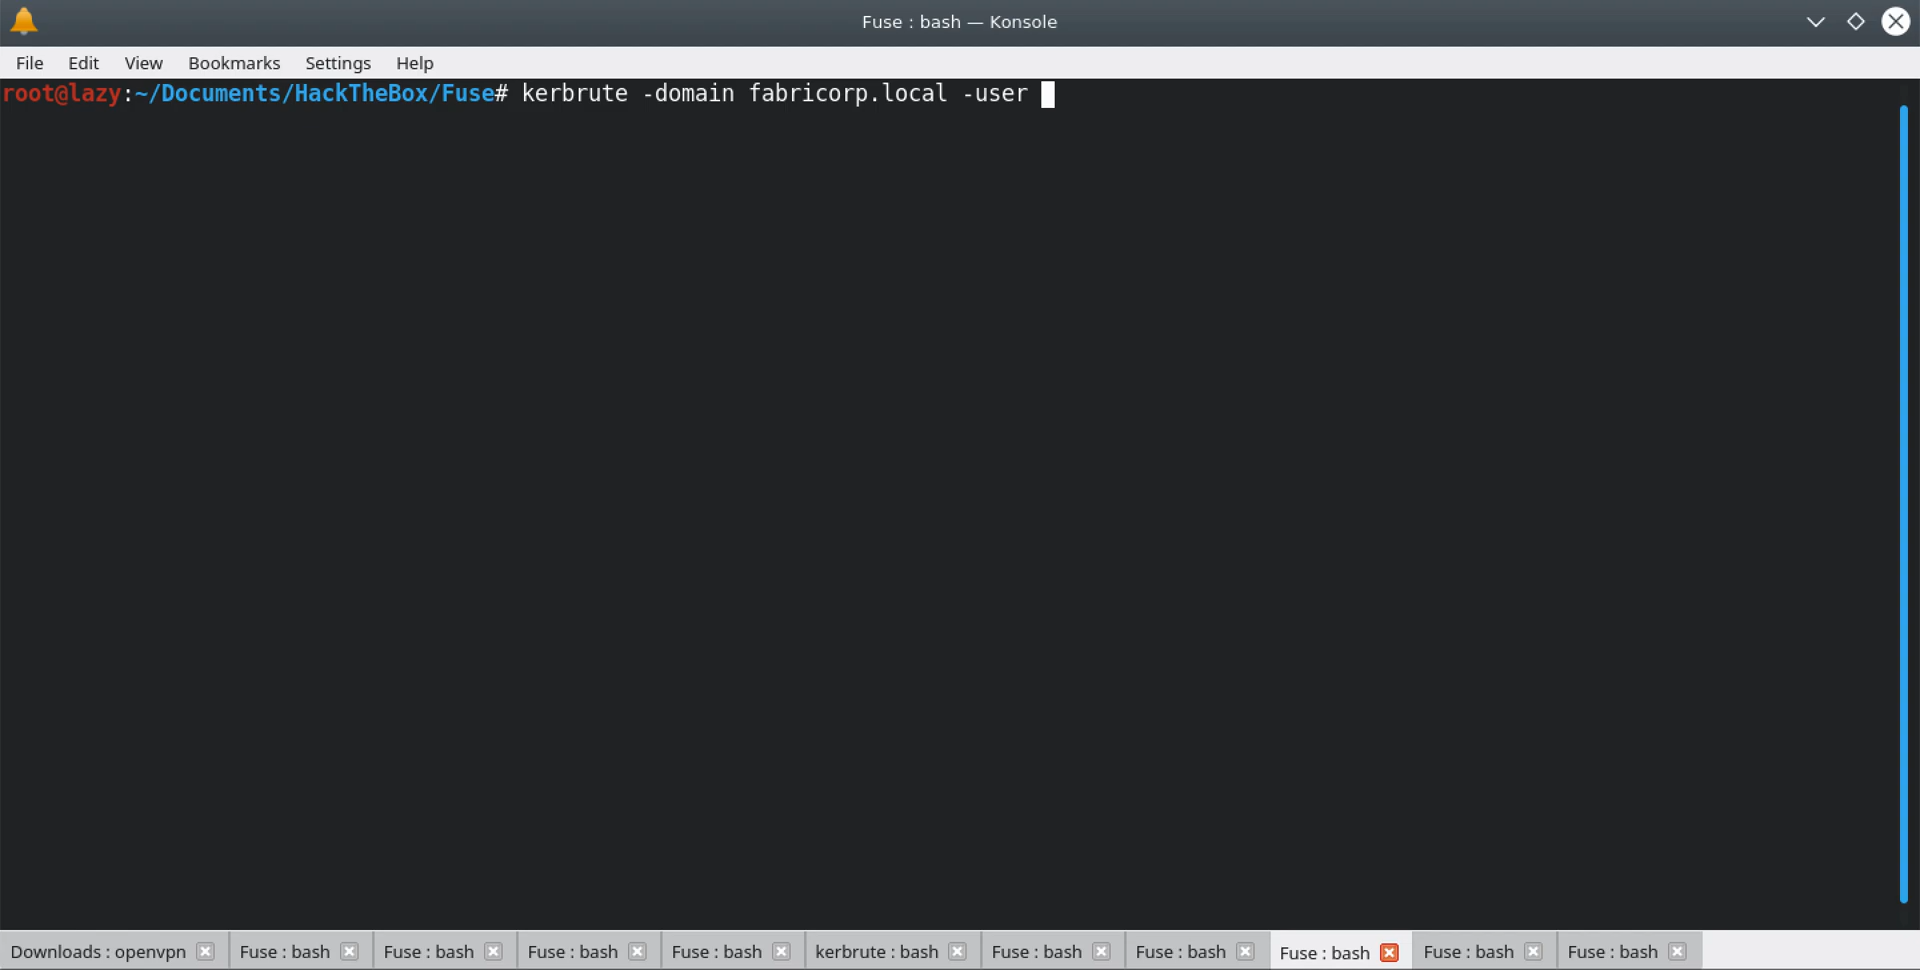 Fuse : bash — Konsole
File Edit View Bookmarks Settings Help
root@lazy:~/Documents/HackTheBox/Fuse# kerbrute -domain fabricorp.local -user
Downloads : openvpn Fuse : bash Fuse : bash Fuse : bash Fuse : bash kerbrute : bash Fuse : bash Fuse : bash Fuse : bash Fuse : bash Fuse : bash